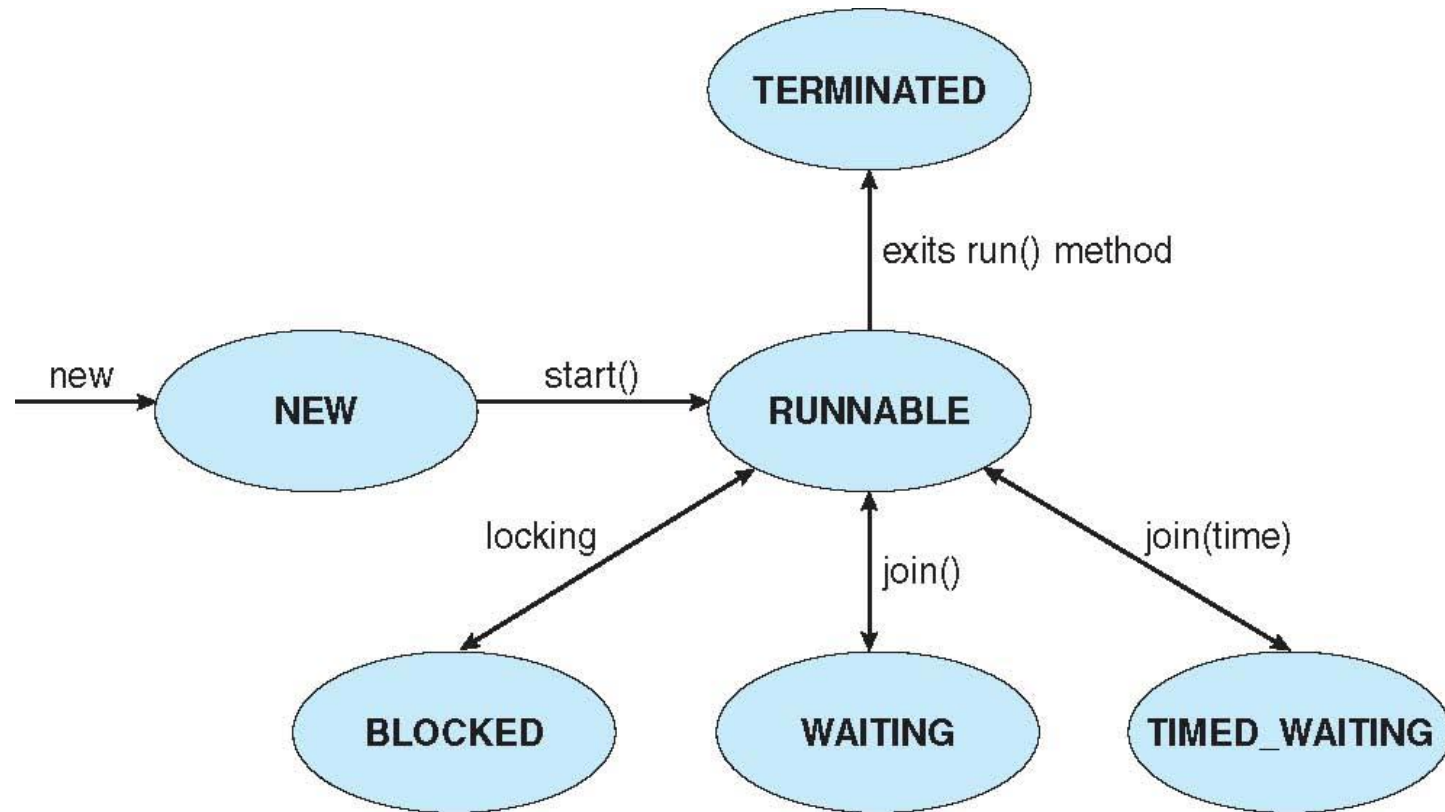 TERMINATED
exits run() method
new
NEW
start()
RUNNABLE
locking
join()
join(time)
BLOCKED
WAITING
TIMED_WAITING